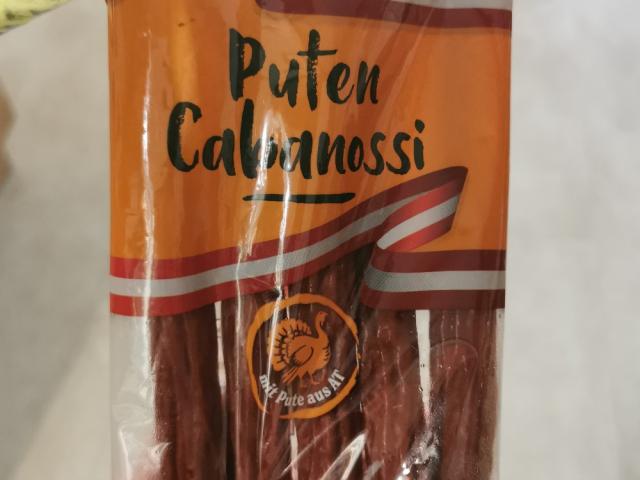 Puten
Cabanossi
mit Pute aus AT